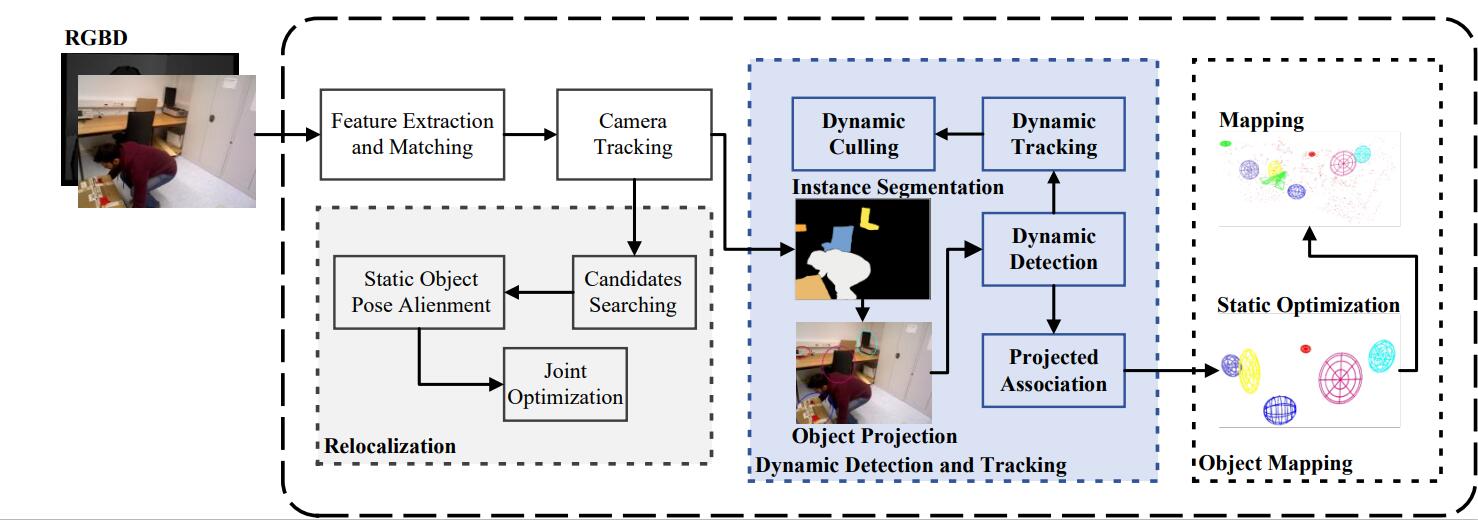 RGBD
Feature Extraction
and Matching
Camera
Tracking
Static Object
Pose Alienment
Candidates
Searching
Joint
Optimization
Relocalization
Dynamic
Culling
Dynamic
Tracking
Instance Segmentation
Dynamic
Detection
Projected
Association
Object Projection
Dynamic Detection and Tracking
Mapping
Static Optimization
Object Mapping